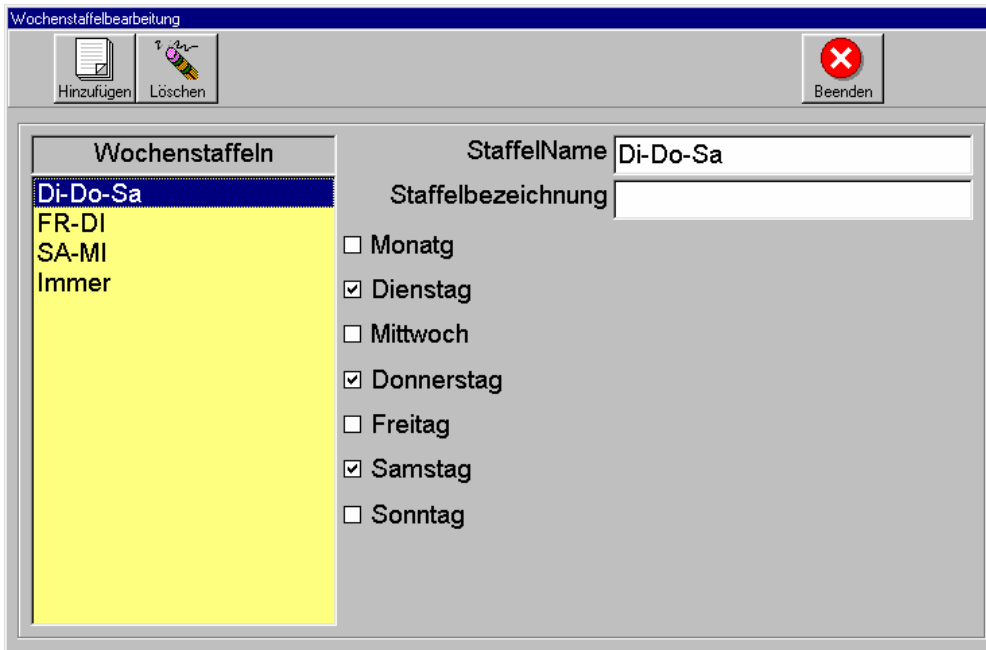 Wochenstaffelbearbeitung
Hinzufügen Löschen Beenden
Wochenstaffeln
Di-Do-Sa
FR-DI
SA-MI
Immer
StaffelName Di-Do-Sa
Staffelbezeichnung
Monatg
Dienstag
Mittwoch
Donnerstag
Freitag
Samstag
Sonntag